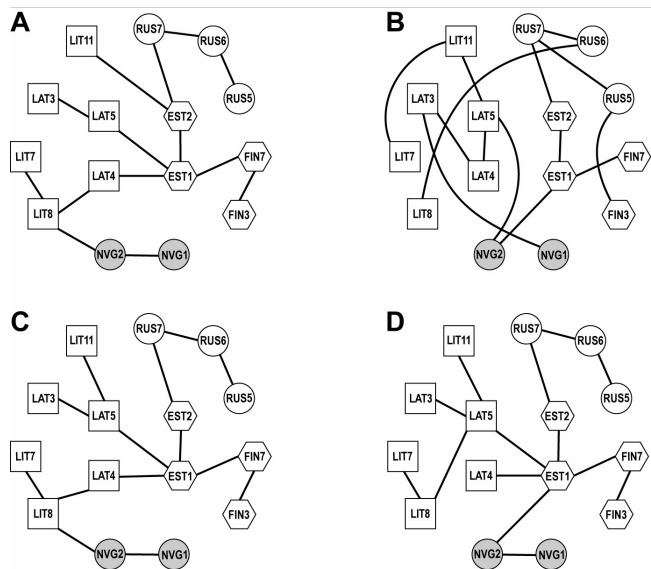 A
RUS7
LIT11
RUS6
LAT3
RUS5
LAT5
EST2
LIT7
FIN7
LAT4
EST1
LIT8
FIN3
NVG2
NVG1
B
RUS7
LIT11
RUS6
LAT3
RUS5
LAT5
EST2
LIT7
FIN7
LAT4
EST1
LIT8
FIN3
NVG2
NVG1
C
RUS7
LIT11
RUS6
LAT3
RUS5
LAT5
EST2
LIT7
FIN7
LAT4
EST1
LIT8
FIN3
NVG2
NVG1
D
RUS7
LIT11
RUS6
LAT3
RUS5
LAT5
EST2
LIT7
FIN7
LAT4
EST1
LIT8
FIN3
NVG2
NVG1